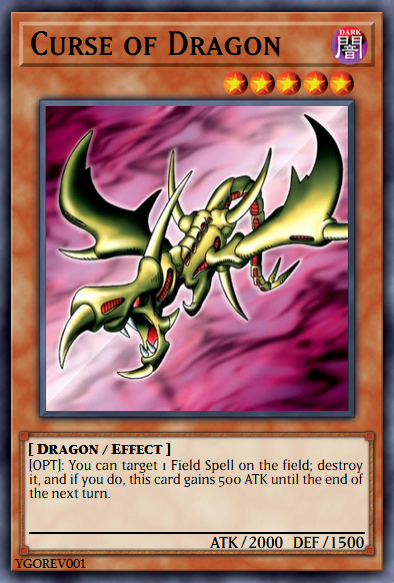 Curse of Dragon
DARK
闇
[ Dragon / Effect ]
[OPT]: You can target 1 Field Spell on the field; destroy
it, and if you do, this card gains 500 ATK until the end of
the next turn.
ATK/2000 DEF/1500
YGOREV001